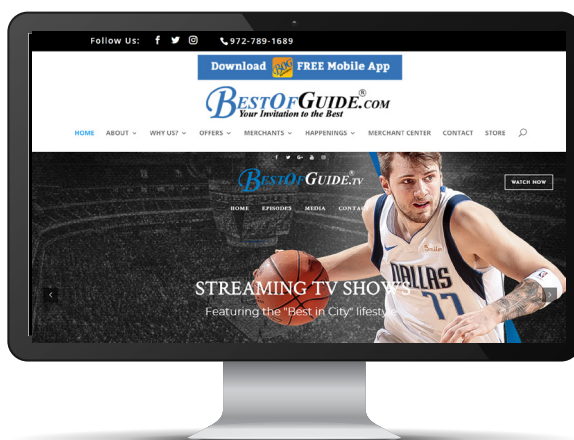 Follow Us: 972-789-1689
Download BOG FREE Mobile App
BESTOFGUIDE®.COM
Your Invitation to the Best
HOME ABOUT WHY US? OFFERS MERCHANTS HAPPENINGS MERCHANT CENTER CONTACT STORE
BESTOFGUIDE®.TV
WATCH NOW
HOME EPISODES MEDIA CONTAC
DALLAS
77
STREAMING TV SHOWS
Featuring the "Best in City" lifestyle